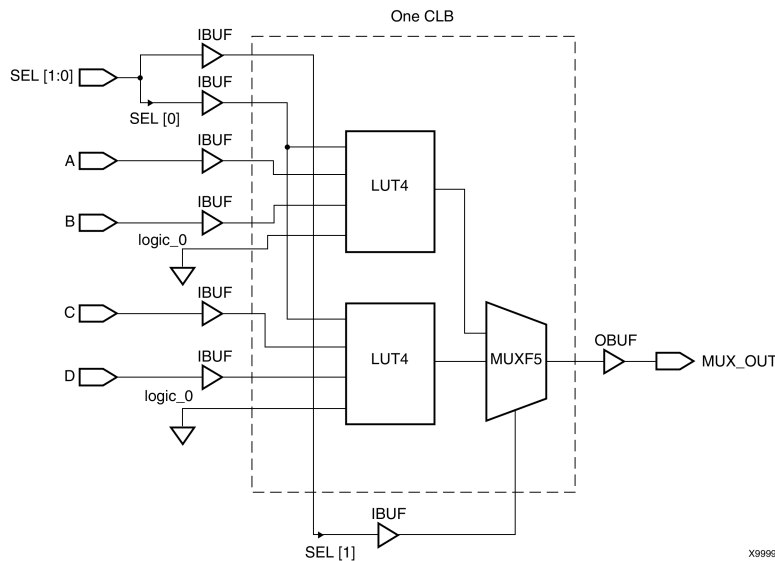 One CLB
IBUF
SEL [1:0]
IBUF
SEL [0]
IBUF
A
LUT4
IBUF
B
logic_0
IBUF
C
OBUF
IBUF
LUT4
MUXF5
MUX_OUT
D
logic_0
IBUF
SEL [1]
X9999